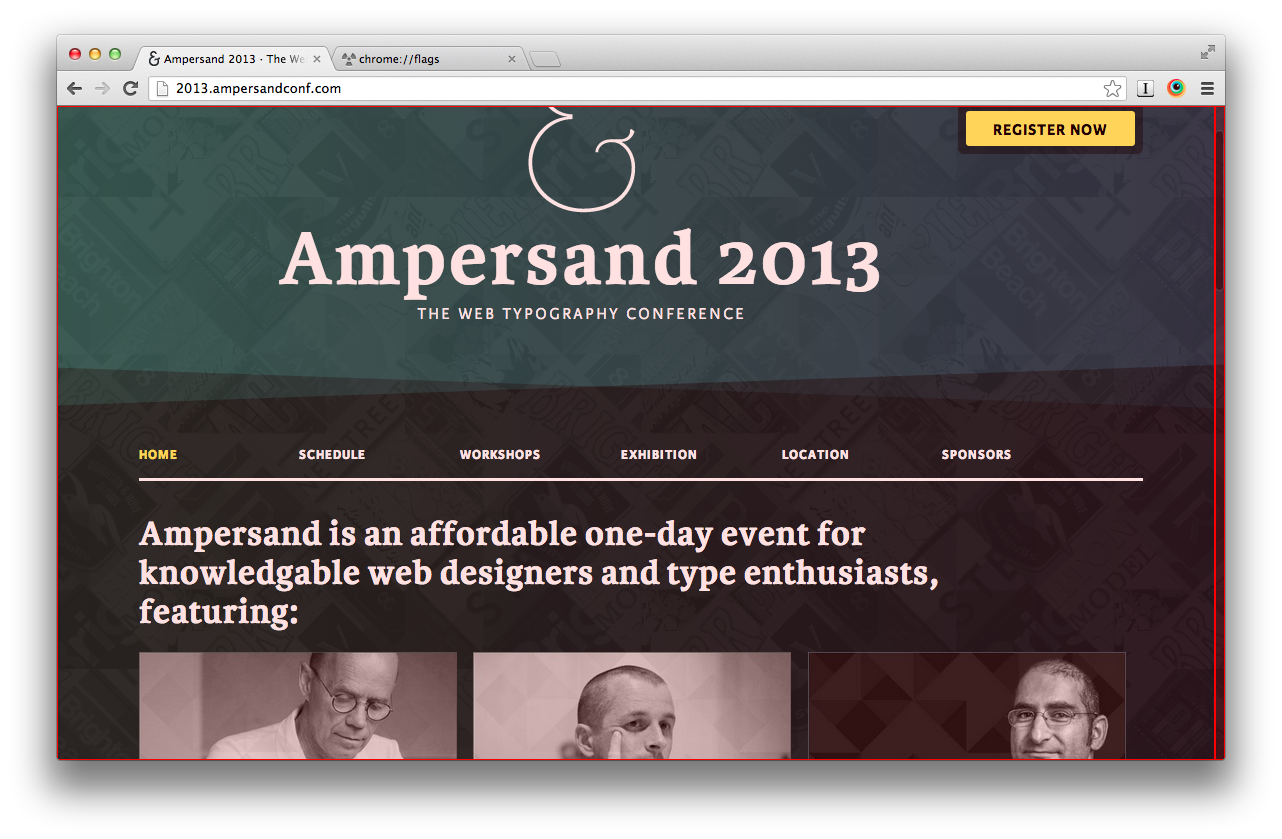 & Ampersand 2013 · The We
chrome://flags
2013.ampersandconf.com
I
REGISTER NOW
&
Ampersand 2013
THE WEB TYPOGRAPHY CONFERENCE
HOME SCHEDULE WORKSHOPS EXHIBITION LOCATION SPONSORS
Ampersand is an affordable one-day event for
knowledgable web designers and type enthusiasts,
featuring: